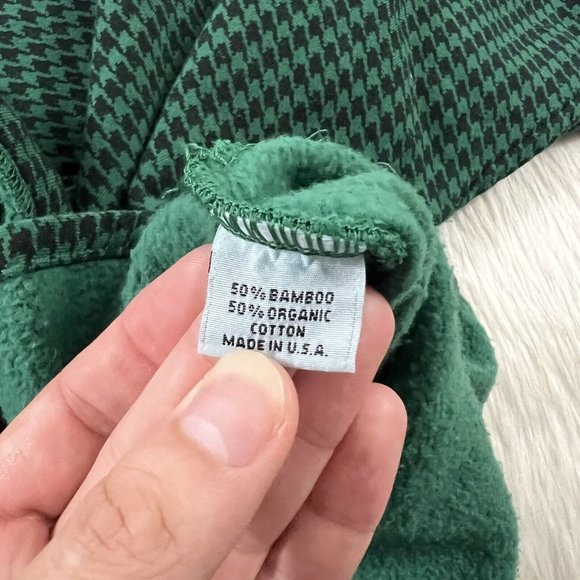 50% BAMBOO
50% ORGANIC
COTTON
MADE IN U.S.A.